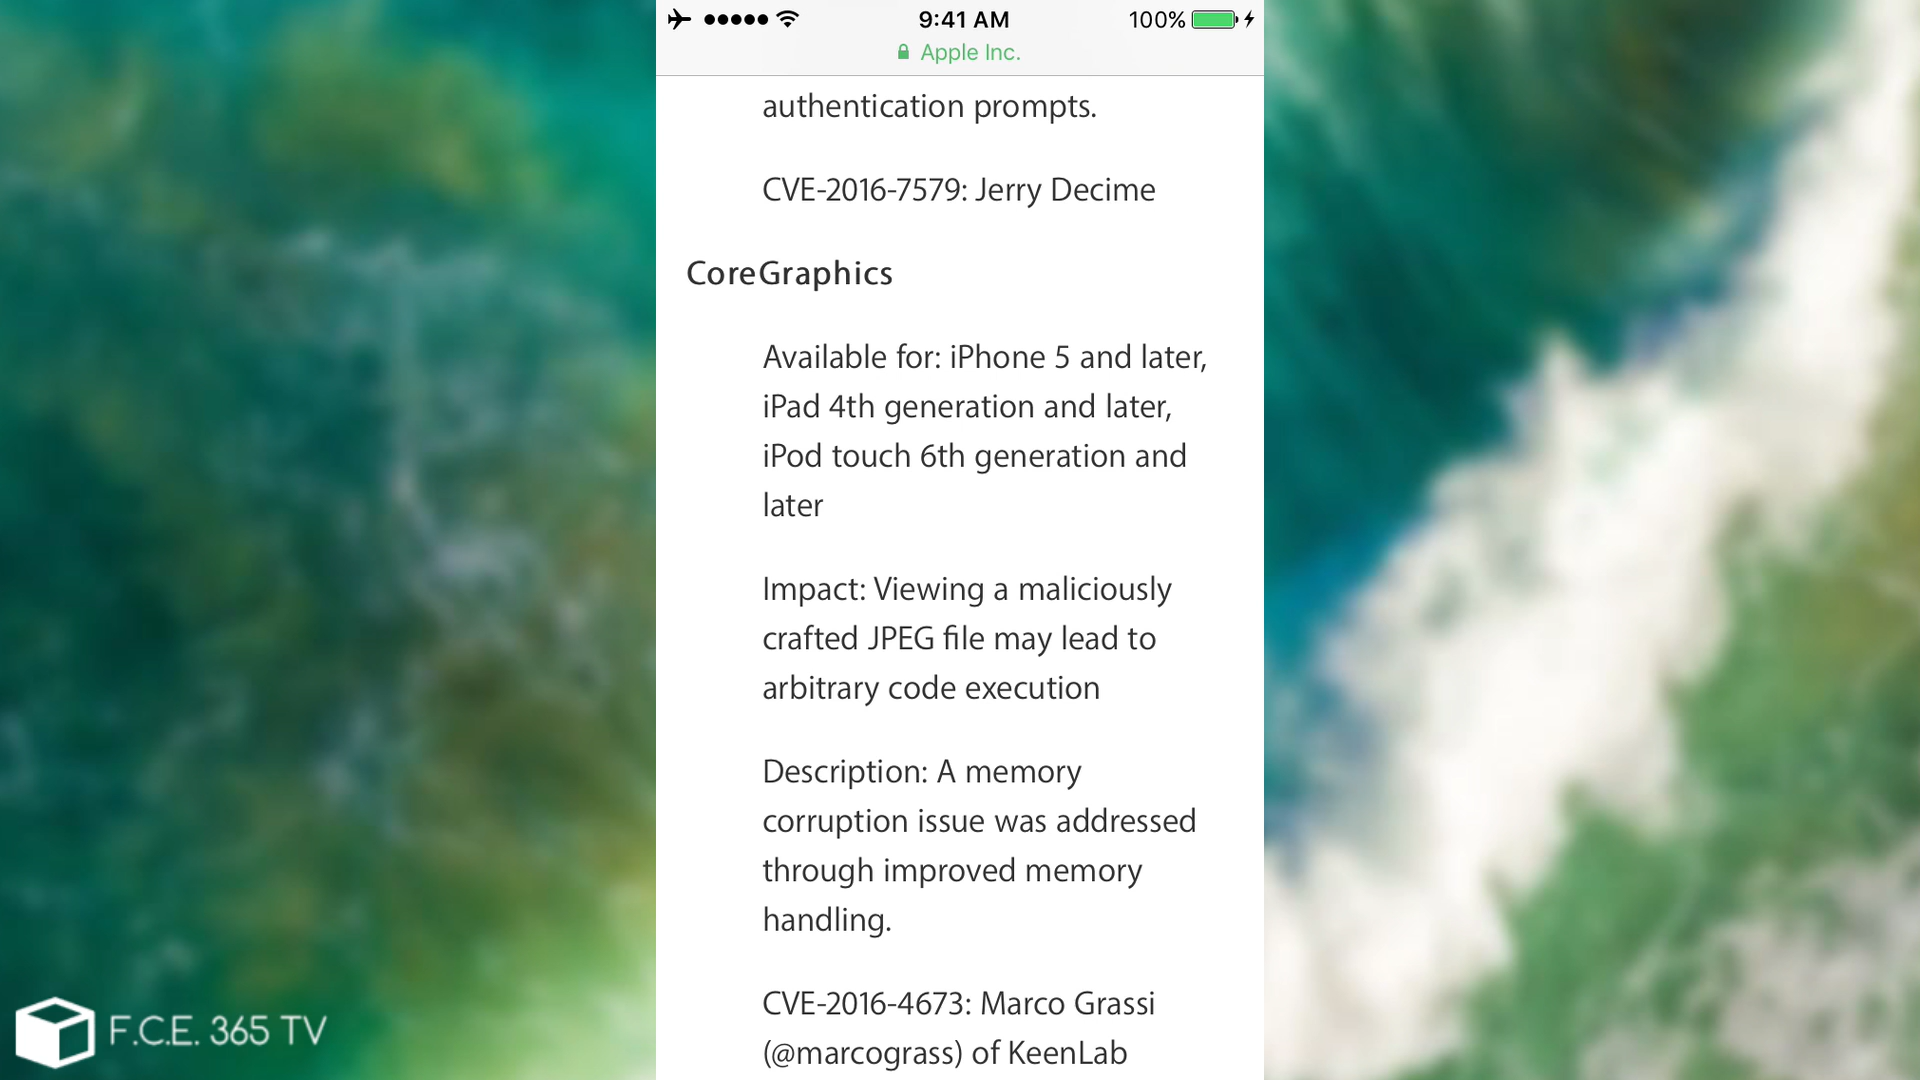 9:41 AM
100%
Apple Inc.
authentication prompts.
CVE-2016-7579: Jerry Decime
CoreGraphics
Available for: iPhone 5 and later,
iPad 4th generation and later,
iPod touch 6th generation and
later
Impact: Viewing a maliciously
crafted JPEG file may lead to
arbitrary code execution
Description: A memory
corruption issue was addressed
through improved memory
handling.
CVE-2016-4673: Marco Grassi
(@marcograss) of KeenLab
F.C.E. 365 TV